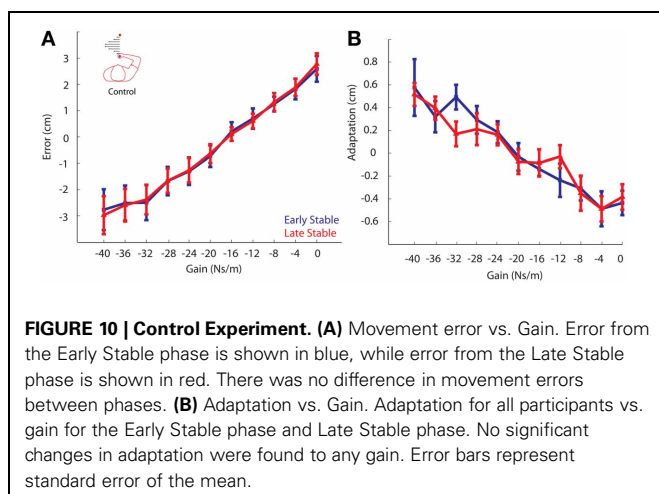 A
B
Control
Error (cm)
3
2
1
0
-1
-2
-3
-40 -36 -32 -28 -24 -20 -16 -12 -8 -4 0
Gain (Ns/m)
Early Stable
Late Stable
Adaptation (cm)
0.8
0.6
0.4
0.2
0
-0.2
-0.4
-0.6
-40 -36 -32 -28 -24 -20 -16 -12 -8 -4 0
Gain (Ns/m)
FIGURE 10 | Control Experiment. (A) Movement error vs. Gain. Error from
the Early Stable phase is shown in blue, while error from the Late Stable
phase is shown in red. There was no difference in movement errors
between phases. (B) Adaptation vs. Gain. Adaptation for all participants vs.
gain for the Early Stable phase and Late Stable phase. No significant
changes in adaptation were found to any gain. Error bars represent
standard error of the mean.